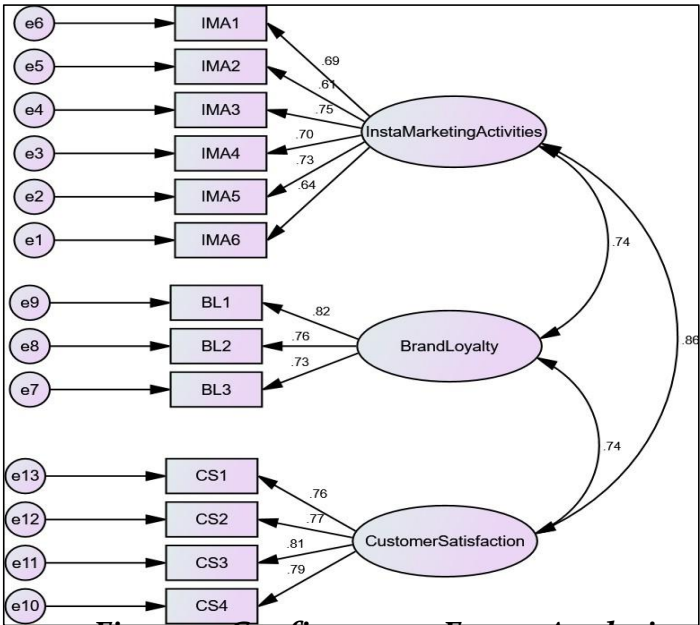 e6 IMA1
.69
e5 IMA2
.61
e4 IMA3
.75
InstaMarketingActivities
e3 IMA4
.70
e2 IMA5
.73
e1 IMA6
.64
.74
.86
e9 BL1
.82
e8 BL2
.76
BrandLoyalty
e7 BL3
.73
.74
e13 CS1
.76
e12 CS2
.77
CustomerSatisfaction
e11 CS3
.81
e10 CS4
.79